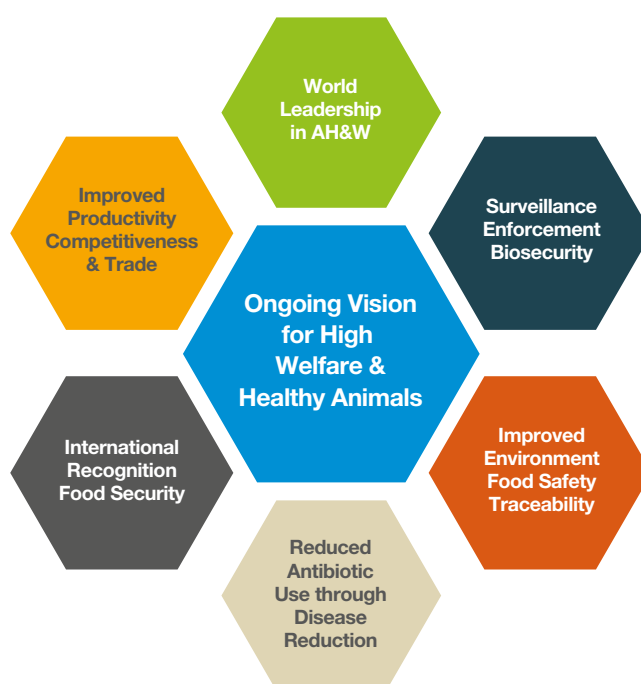 World
Leadership
in AH&W
Improved
Productivity
Competitiveness
& Trade
Surveillance
Enforcement
Biosecurity
Ongoing Vision
for High
Welfare &
Healthy Animals
International
Recognition
Food Security
Improved
Environment
Food Safety
Traceability
Reduced
Antibiotic
Use through
Disease
Reduction